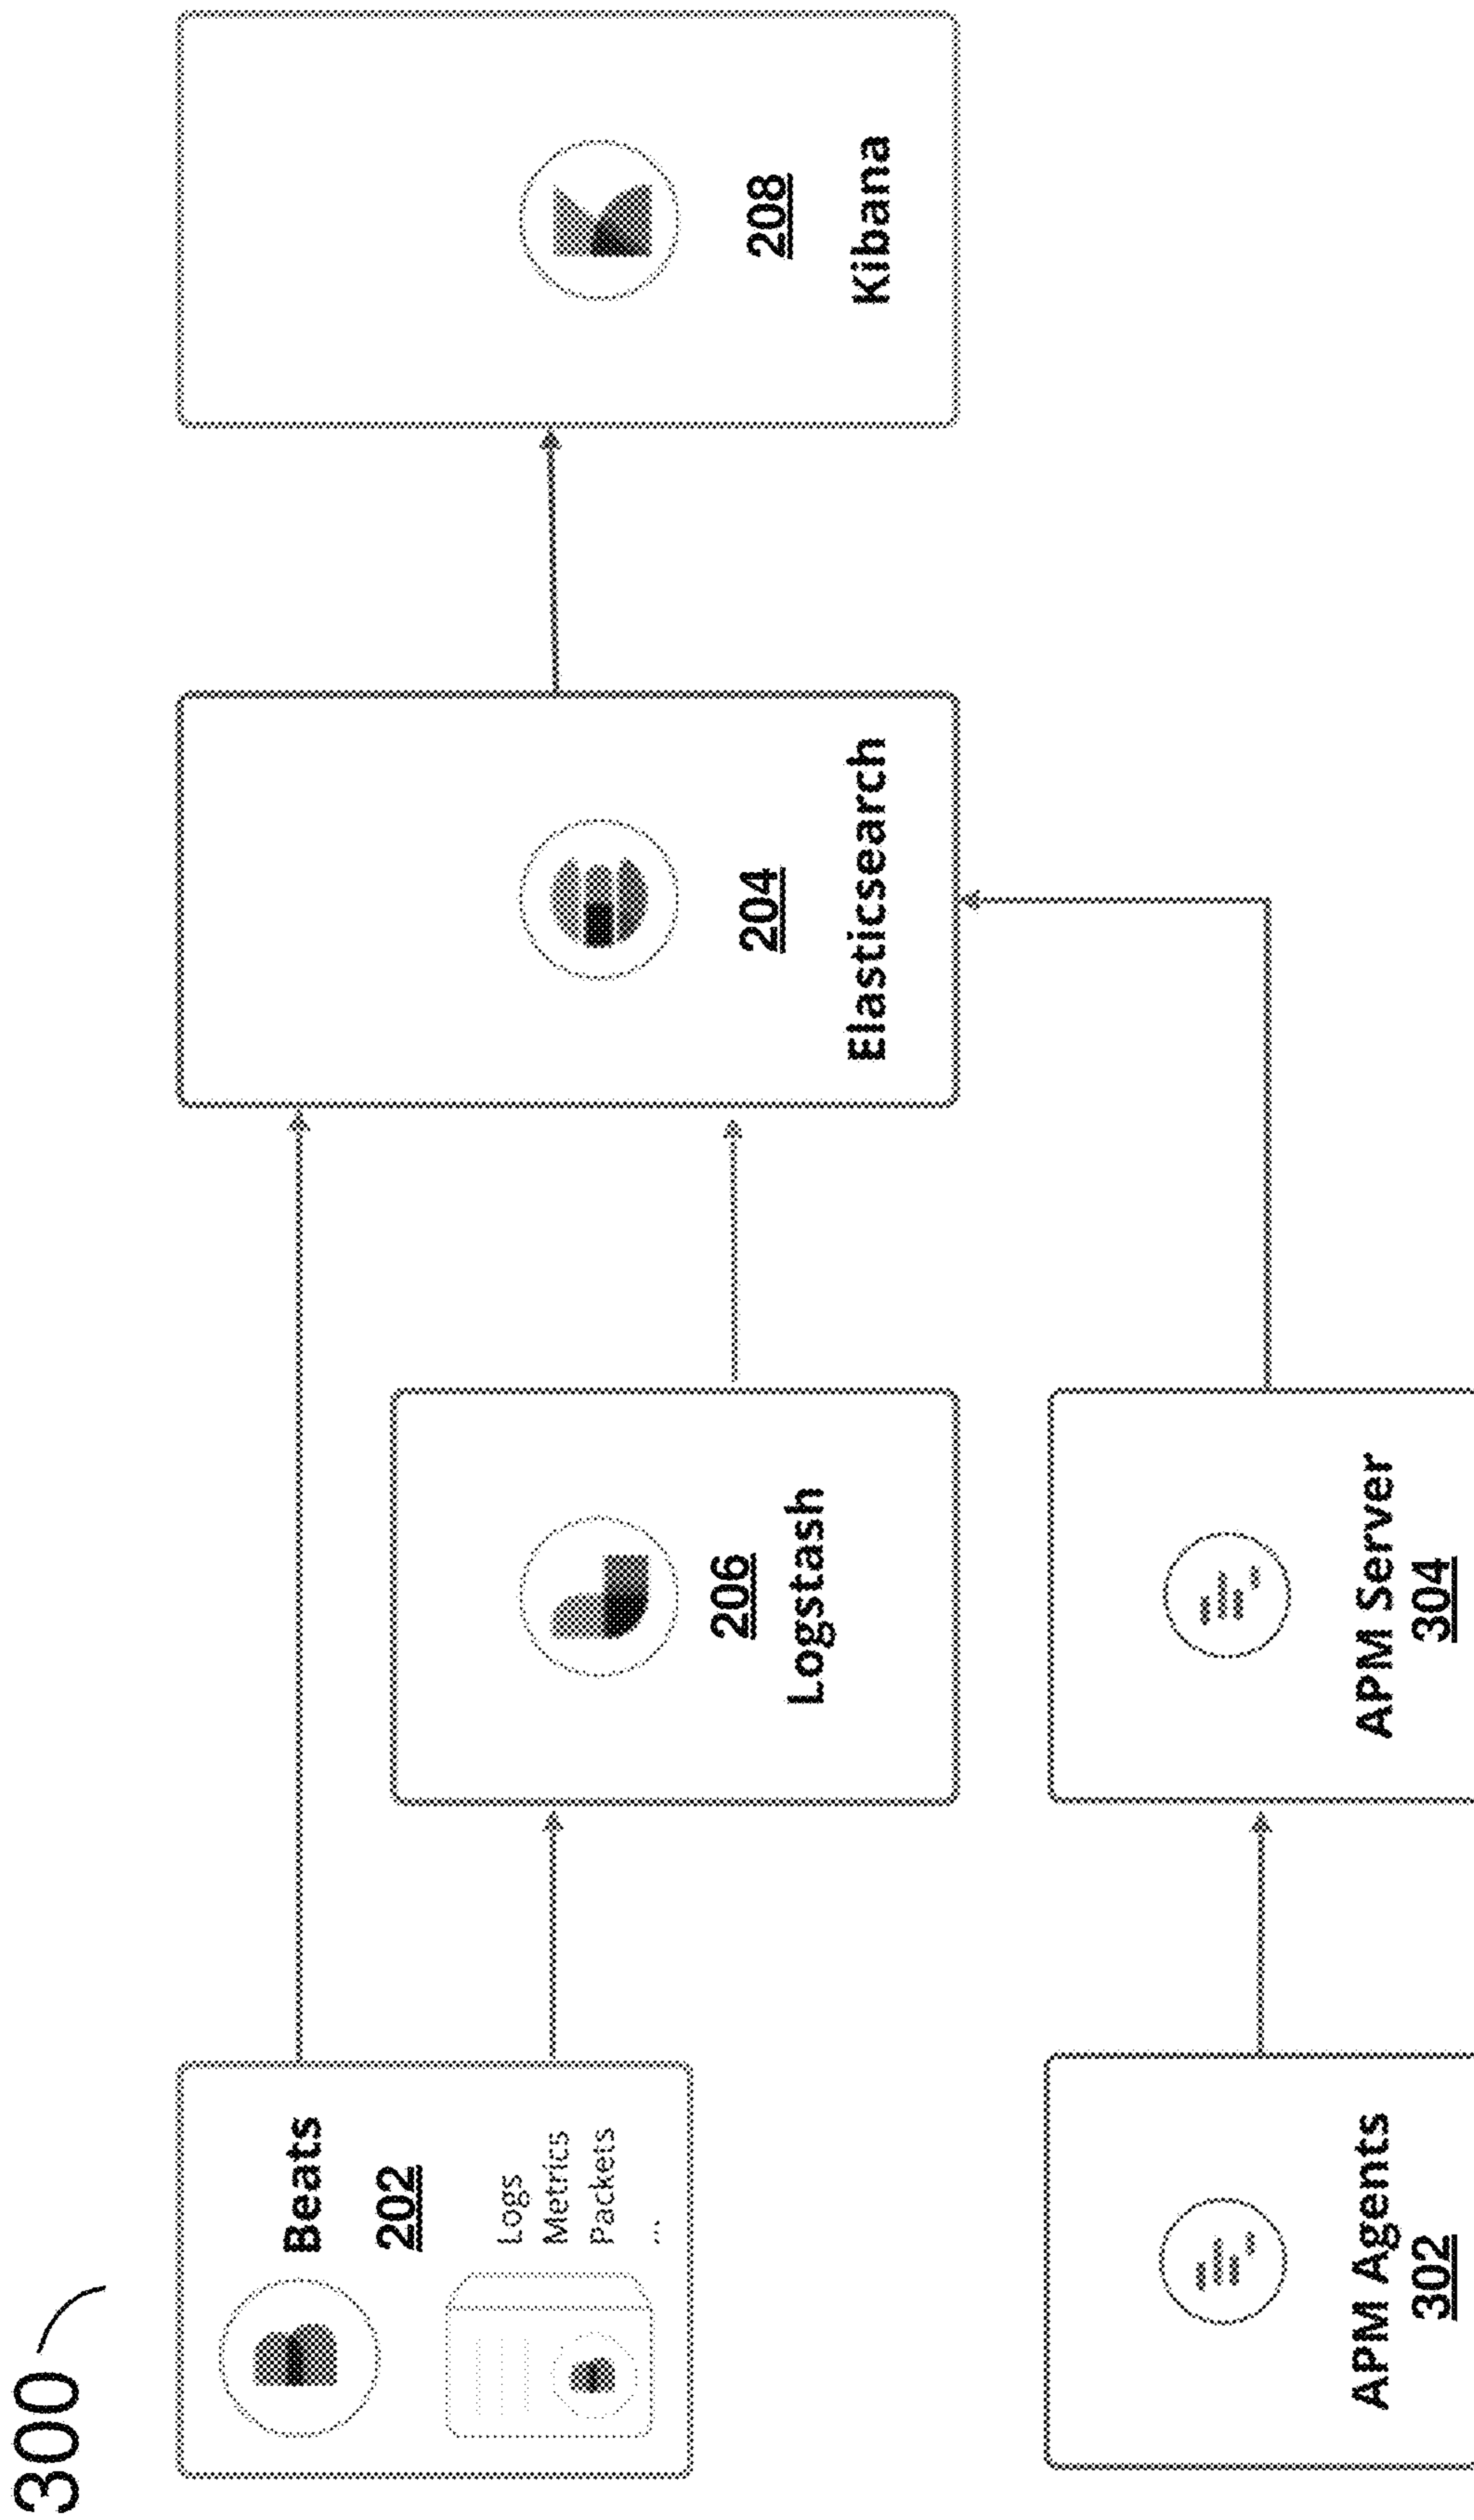 300
Beats
202
Logs
Metrics
Packets
...
206
Logstash
204
Elasticsearch
208
Kibana
APM Agents
302
APM Server
304